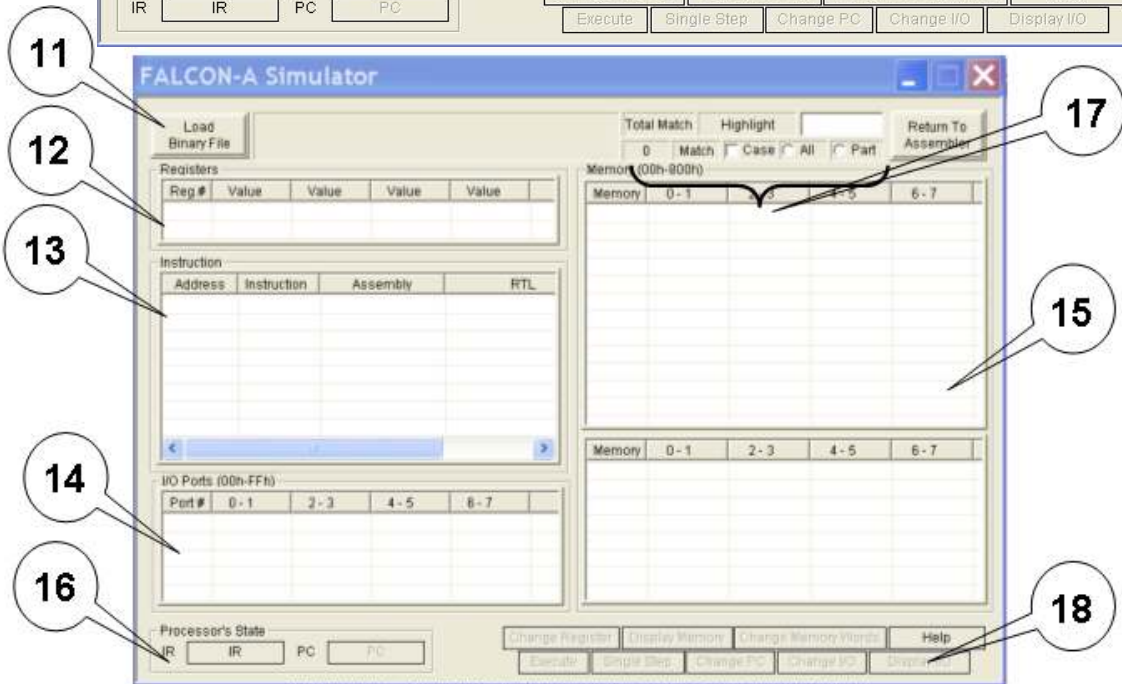 IR IR PC PC
Execute Single Step Change PC Change I/O Display I/O
11
FALCON-A Simulator
17
Load
Binary File
Total Match Highlight
Return To
Assembler
0 Match Case All Part
12
Registers
Memory (00h-800h)
Reg # Value Value Value Value
Memory 0 - 1 2 - 3 4 - 5 6 - 7
13
Instruction
Address Instruction Assembly RTL
15
Memory 0 - 1 2 - 3 4 - 5 6 - 7
14
I/O Ports (00h-FFh)
Port # 0 - 1 2 - 3 4 - 5 6 - 7
16
18
Processor's State
IR IR PC PC
Change Register Display Memory Change Memory Words Help
Execute Single Step Change PC Change I/O Display I/O